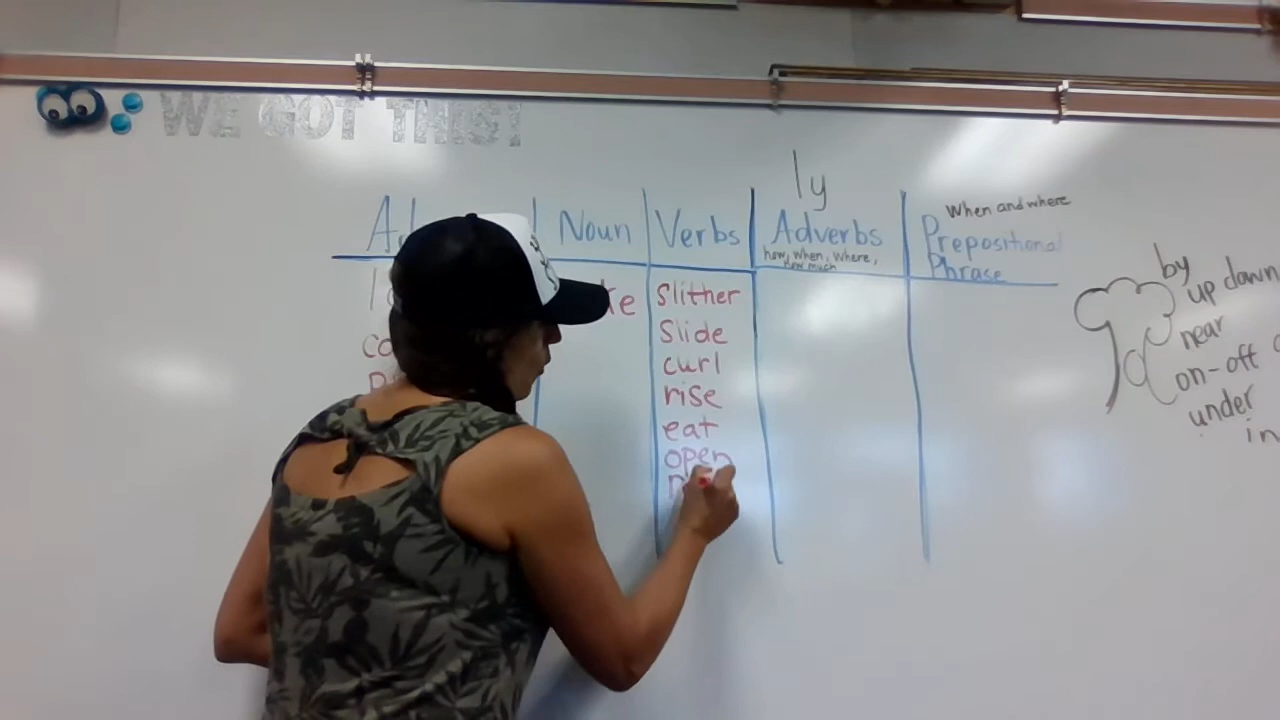 WE GOT THIS!
ly
Noun
Verbs
Adverbs
how, when, where,
how much
When and where
Prepositional
Phrase
slither
slide
curl
rise
eat
open
by
up down
near
on-off
under
in